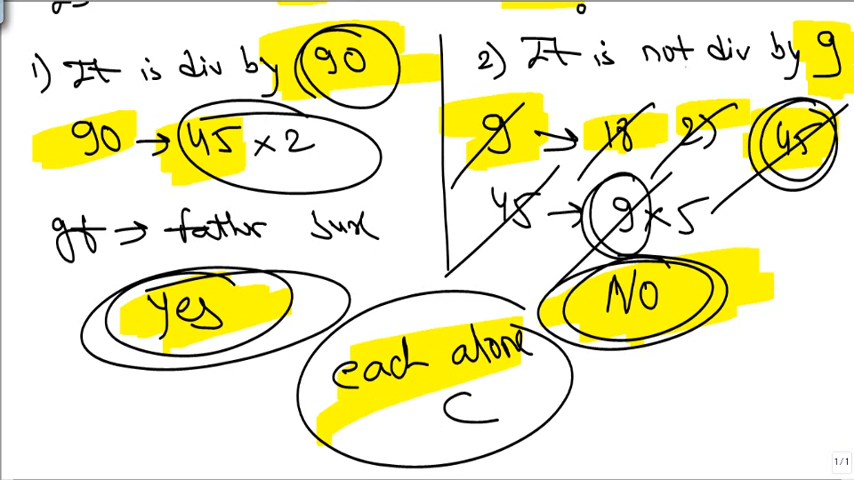 1) It is div by 90
90 → 45 × 2
gf → father sure
Yes
2) It is not div by 9
9 → 18 27 45
45 → 9 × 5
NO
each alone
C
1/1